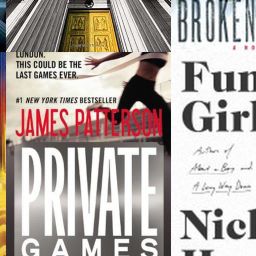 LONDON.
THIS COULD BE THE
LAST GAMES EVER.
#1 NEW YORK TIMES BESTSELLER
JAMES PATTERSON
PRIVATE
GAMES
BROKEN
A NO
Fun
Girl
Author of
About a Boy and
A Long Way Down
Nick